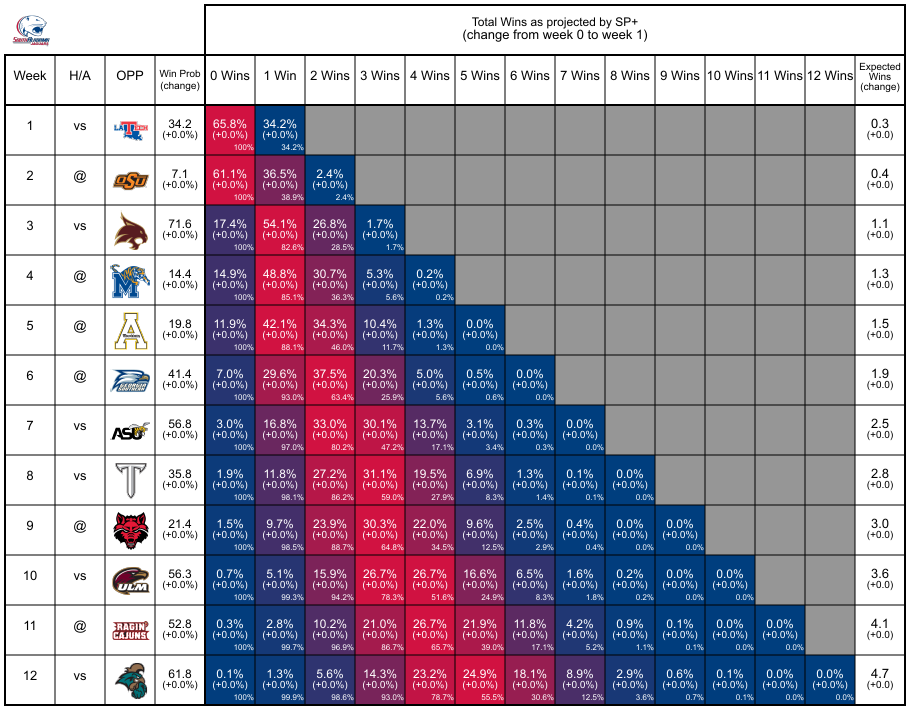 Total Wins as projected by SP+
(change from week 0 to week 1)
Week H/A OPP Win Prob (change) 0 Wins 1 Win 2 Wins 3 Wins 4 Wins 5 Wins 6 Wins 7 Wins 8 Wins 9 Wins 10 Wins 11 Wins 12 Wins Expected Wins (change)
1 vs LA TECH 34.2 65.8% 34.2% 0.3
(+0.0%) (+0.0%) (+0.0%) (+0.0)
100% 34.2%
2 @ OSU 7.1 61.1% 36.5% 2.4% 0.4
(+0.0%) (+0.0%) (+0.0%) (+0.0%) (+0.0)
100% 38.9% 2.4%
3 vs 71.6 17.4% 54.1% 26.8% 1.7% 1.1
(+0.0%) (+0.0%) (+0.0%) (+0.0%) (+0.0%) (+0.0)
100% 82.6% 28.5% 1.7%
4 @ M 14.4 14.9% 48.8% 30.7% 5.3% 0.2% 1.3
(+0.0%) (+0.0%) (+0.0%) (+0.0%) (+0.0%) (+0.0%) (+0.0)
100% 85.1% 36.3% 5.6% 0.2%
5 @ A 19.8 11.9% 42.1% 34.3% 10.4% 1.3% 0.0% 1.5
(+0.0%) (+0.0%) (+0.0%) (+0.0%) (+0.0%) (+0.0%) (+0.0%) (+0.0)
100% 88.1% 46.0% 11.7% 1.3% 0.0%
6 @ 41.4 7.0% 29.6% 37.5% 20.3% 5.0% 0.5% 0.0% 1.9
(+0.0%) (+0.0%) (+0.0%) (+0.0%) (+0.0%) (+0.0%) (+0.0%) (+0.0%) (+0.0)
100% 93.0% 63.4% 25.9% 5.6% 0.6% 0.0%
7 vs ASU 56.8 3.0% 16.8% 33.0% 30.1% 13.7% 3.1% 0.3% 0.0% 2.5
(+0.0%) (+0.0%) (+0.0%) (+0.0%) (+0.0%) (+0.0%) (+0.0%) (+0.0%) (+0.0%) (+0.0)
100% 97.0% 80.2% 47.2% 17.1% 3.4% 0.3% 0.0%
8 vs T 35.8 1.9% 11.8% 27.2% 31.1% 19.5% 6.9% 1.3% 0.1% 0.0% 2.8
(+0.0%) (+0.0%) (+0.0%) (+0.0%) (+0.0%) (+0.0%) (+0.0%) (+0.0%) (+0.0%) (+0.0%) (+0.0)
100% 98.1% 86.2% 59.0% 27.9% 8.3% 1.4% 0.1% 0.0%
9 @ 21.4 1.5% 9.7% 23.9% 30.3% 22.0% 9.6% 2.5% 0.4% 0.0% 0.0% 3.0
(+0.0%) (+0.0%) (+0.0%) (+0.0%) (+0.0%) (+0.0%) (+0.0%) (+0.0%) (+0.0%) (+0.0%) (+0.0%) (+0.0)
100% 98.5% 88.7% 64.8% 34.5% 12.5% 2.9% 0.4% 0.0% 0.0%
10 vs ULM 56.3 0.7% 5.1% 15.9% 26.7% 26.7% 16.6% 6.5% 1.6% 0.2% 0.0% 0.0% 3.6
(+0.0%) (+0.0%) (+0.0%) (+0.0%) (+0.0%) (+0.0%) (+0.0%) (+0.0%) (+0.0%) (+0.0%) (+0.0%) (+0.0%) (+0.0)
100% 99.3% 94.2% 78.3% 51.6% 24.9% 8.3% 1.8% 0.2% 0.0% 0.0%
11 @ RAGIN' CAJUNS 52.8 0.3% 2.8% 10.2% 21.0% 26.7% 21.9% 11.8% 4.2% 0.9% 0.1% 0.0% 0.0% 4.1
(+0.0%) (+0.0%) (+0.0%) (+0.0%) (+0.0%) (+0.0%) (+0.0%) (+0.0%) (+0.0%) (+0.0%) (+0.0%) (+0.0%) (+0.0%) (+0.0)
100% 99.7% 96.9% 86.7% 65.7% 39.0% 17.1% 5.2% 1.1% 0.1% 0.0% 0.0%
12 vs 61.8 0.1% 1.3% 5.6% 14.3% 23.2% 24.9% 18.1% 8.9% 2.9% 0.6% 0.1% 0.0% 0.0% 4.7
(+0.0%) (+0.0%) (+0.0%) (+0.0%) (+0.0%) (+0.0%) (+0.0%) (+0.0%) (+0.0%) (+0.0%) (+0.0%) (+0.0%) (+0.0%) (+0.0%) (+0.0)
100% 99.9% 98.6% 93.0% 78.7% 55.5% 30.6% 12.5% 3.6% 0.7% 0.1% 0.0% 0.0%